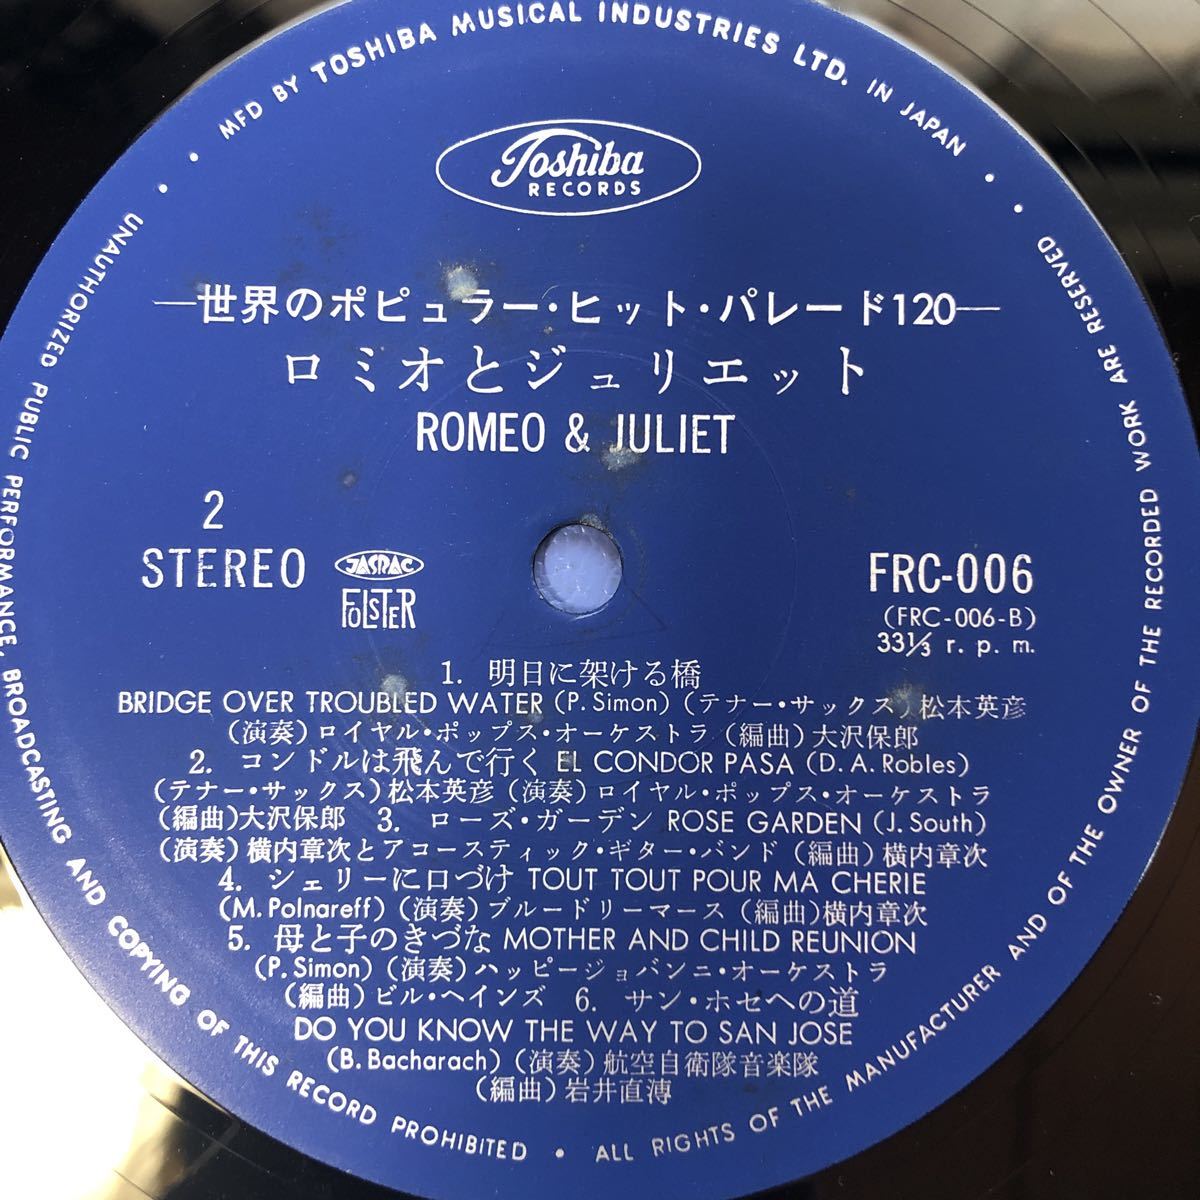 MFD BY TOSHIBA MUSICAL INDUSTRIES LTD. IN JAPAN
Toshiba
RECORDS
—世界のポピュラー・ヒット・パレード120—
ロミオとジュリエット
ROMEO & JULIET
2
STEREO
JASRAC
FOLSTER
FRC-006
(FRC-006-B)
33⅓ r. p. m.
1. 明日に架ける橋
BRIDGE OVER TROUBLED WATER (P. Simon) (テナー・サックス) 松本英彦
(演奏) ロイヤル・ポップス・オーケストラ (編曲) 大沢保郎
2. コンドルは飛んで行く EL CONDOR PASA (D. A. Robles)
(テナー・サックス) 松本英彦 (演奏) ロイヤル・ポップス・オーケストラ
(編曲) 大沢保郎 3. ローズ・ガーデン ROSE GARDEN (J. South)
(演奏) 横内章次とアコースティック・ギター・バンド (編曲) 横内章次
4. シェリーに口づけ TOUT TOUT POUR MA CHERIE
(M. Polnareff) (演奏) ブルードリーマース (編曲) 横内章次
5. 母と子のきづな MOTHER AND CHILD REUNION
(P. Simon) (演奏) ハッピージョバンニ・オーケストラ
(編曲) ビル・ヘインズ 6. サン・ホセへの道
DO YOU KNOW THE WAY TO SAN JOSE
(B. Bacharach) (演奏) 航空自衛隊音楽隊
(編曲) 岩井直溥
UNAUTHORIZED PUBLIC PERFORMANCE, BROADCASTING AND COPYING OF THIS RECORD PROHIBITED • ALL RIGHTS OF THE MANUFACTURER AND OF THE OWNER OF THE RECORDED WORK ARE RESERVED